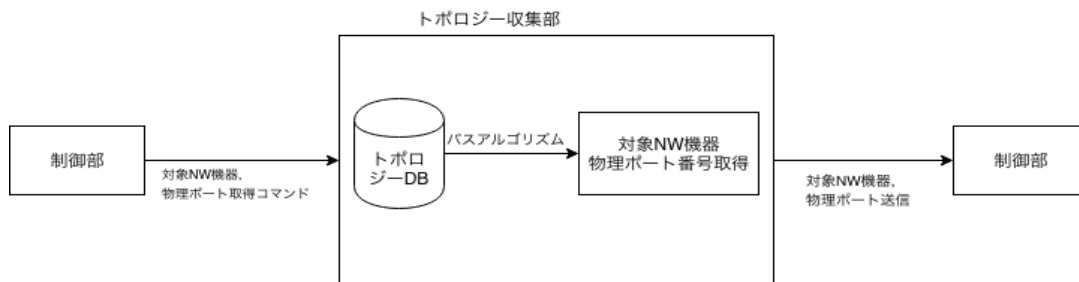 トポロジー収集部
制御部
対象NW機器,
物理ポート取得コマンド
トポロ
ジーDB
パスアルゴリズム
対象NW機器
物理ポート番号取得
対象NW機器,
物理ポート送信
制御部